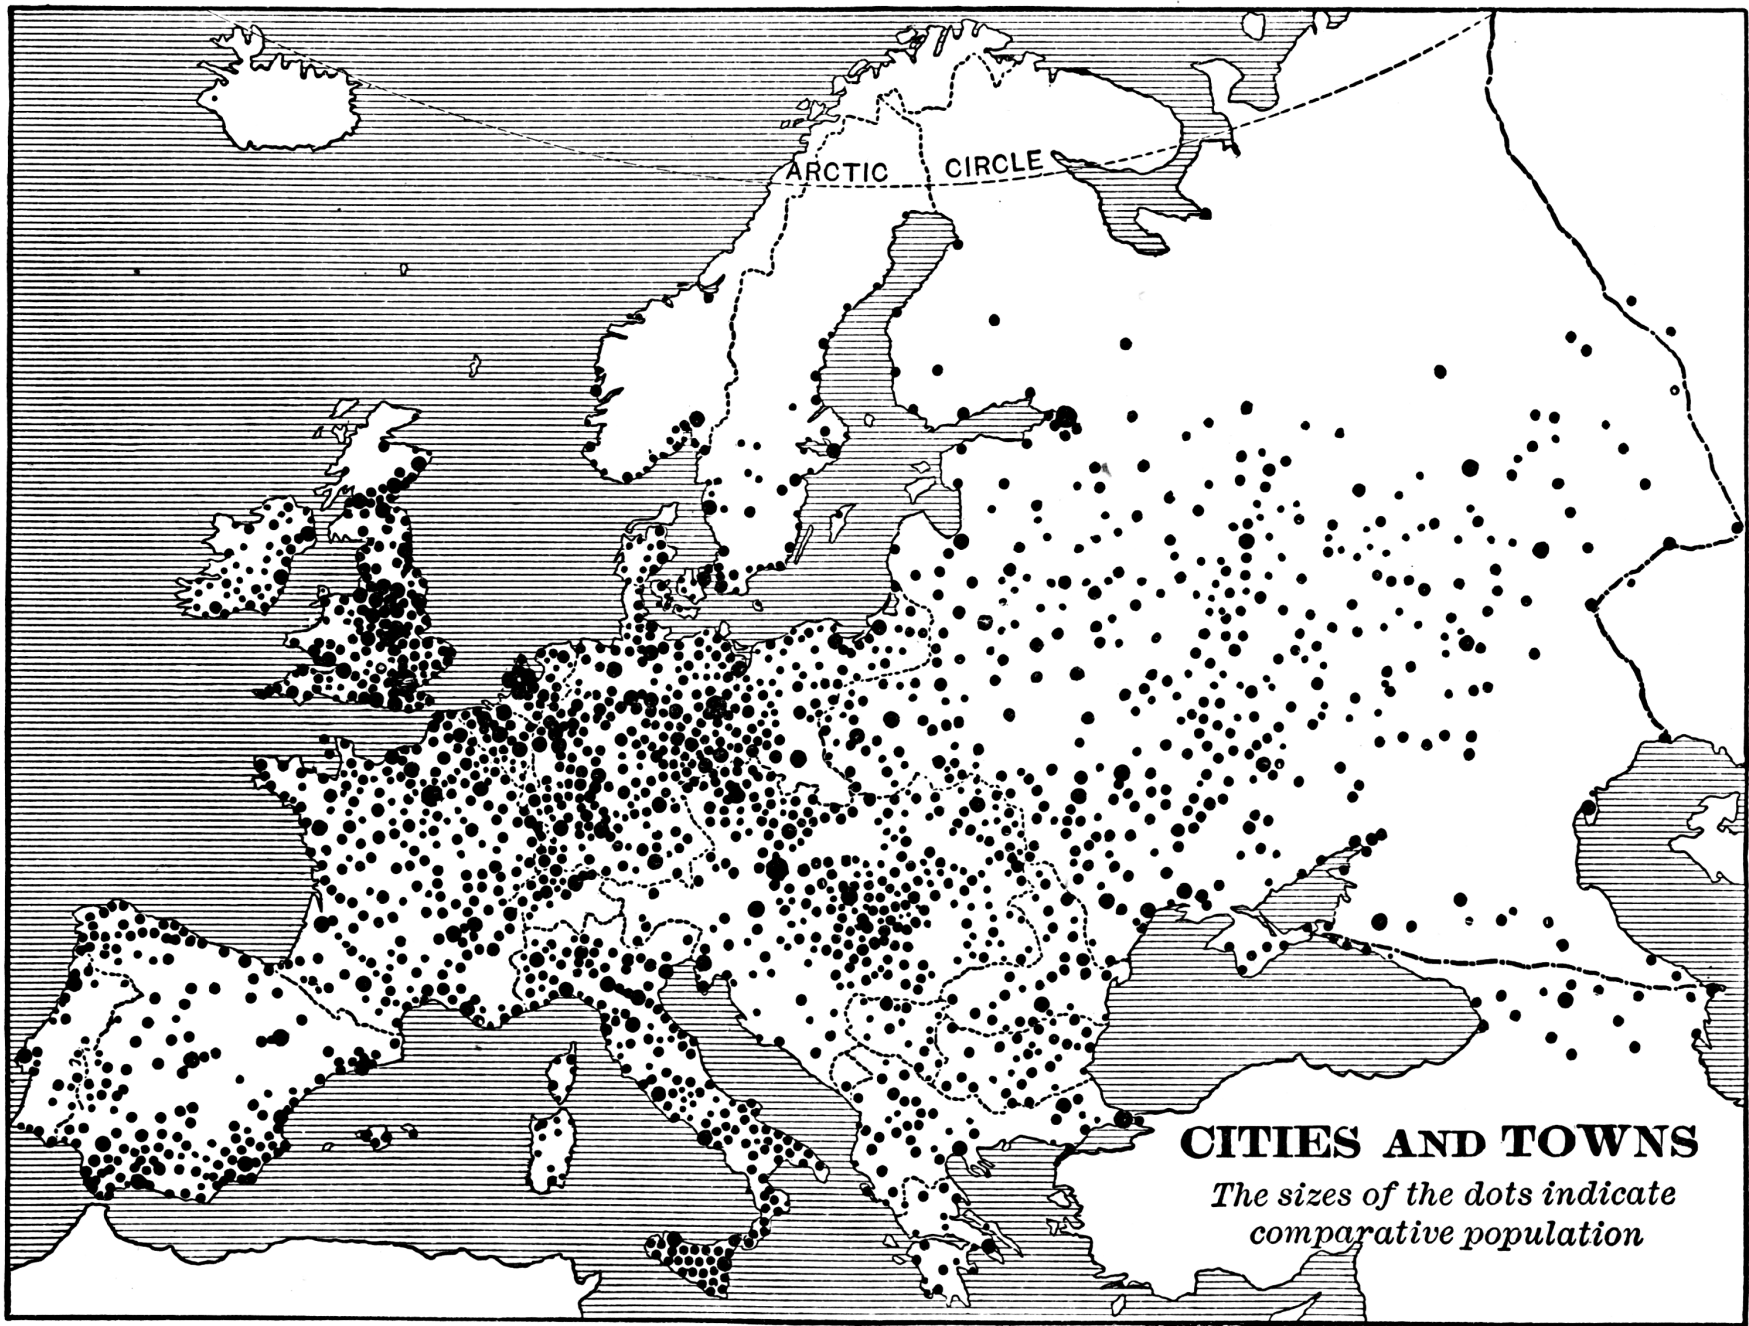 ARCTIC CIRCLE
CITIES AND TOWNS
The sizes of the dots indicate
comparative population